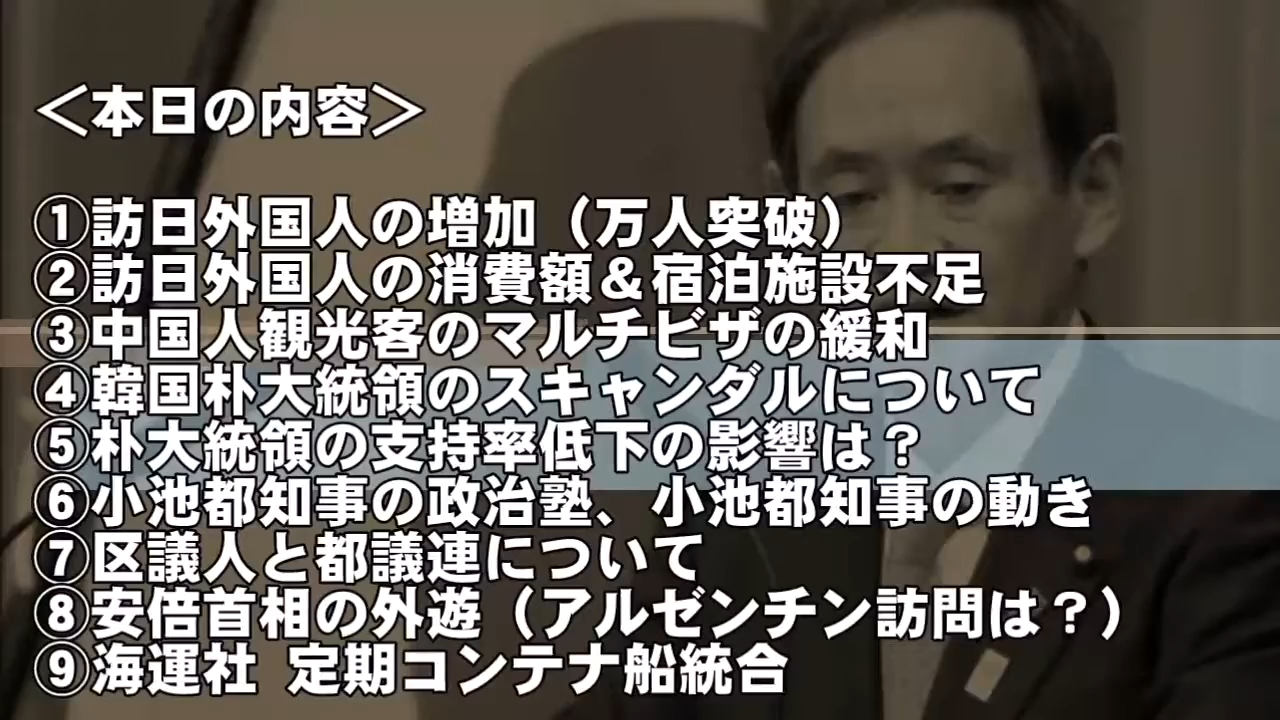 ＜本日の内容＞
①訪日外国人の増加（万人突破）
②訪日外国人の消費額＆宿泊施設不足
③中国人観光客のマルチビザの緩和
④韓国朴大統領のスキャンダルについて
⑤朴大統領の支持率低下の影響は？
⑥小池都知事の政治塾、小池都知事の動き
⑦区議人と都議連について
⑧安倍首相の外遊（アルゼンチン訪問は？）
⑨海運社 定期コンテナ船統合